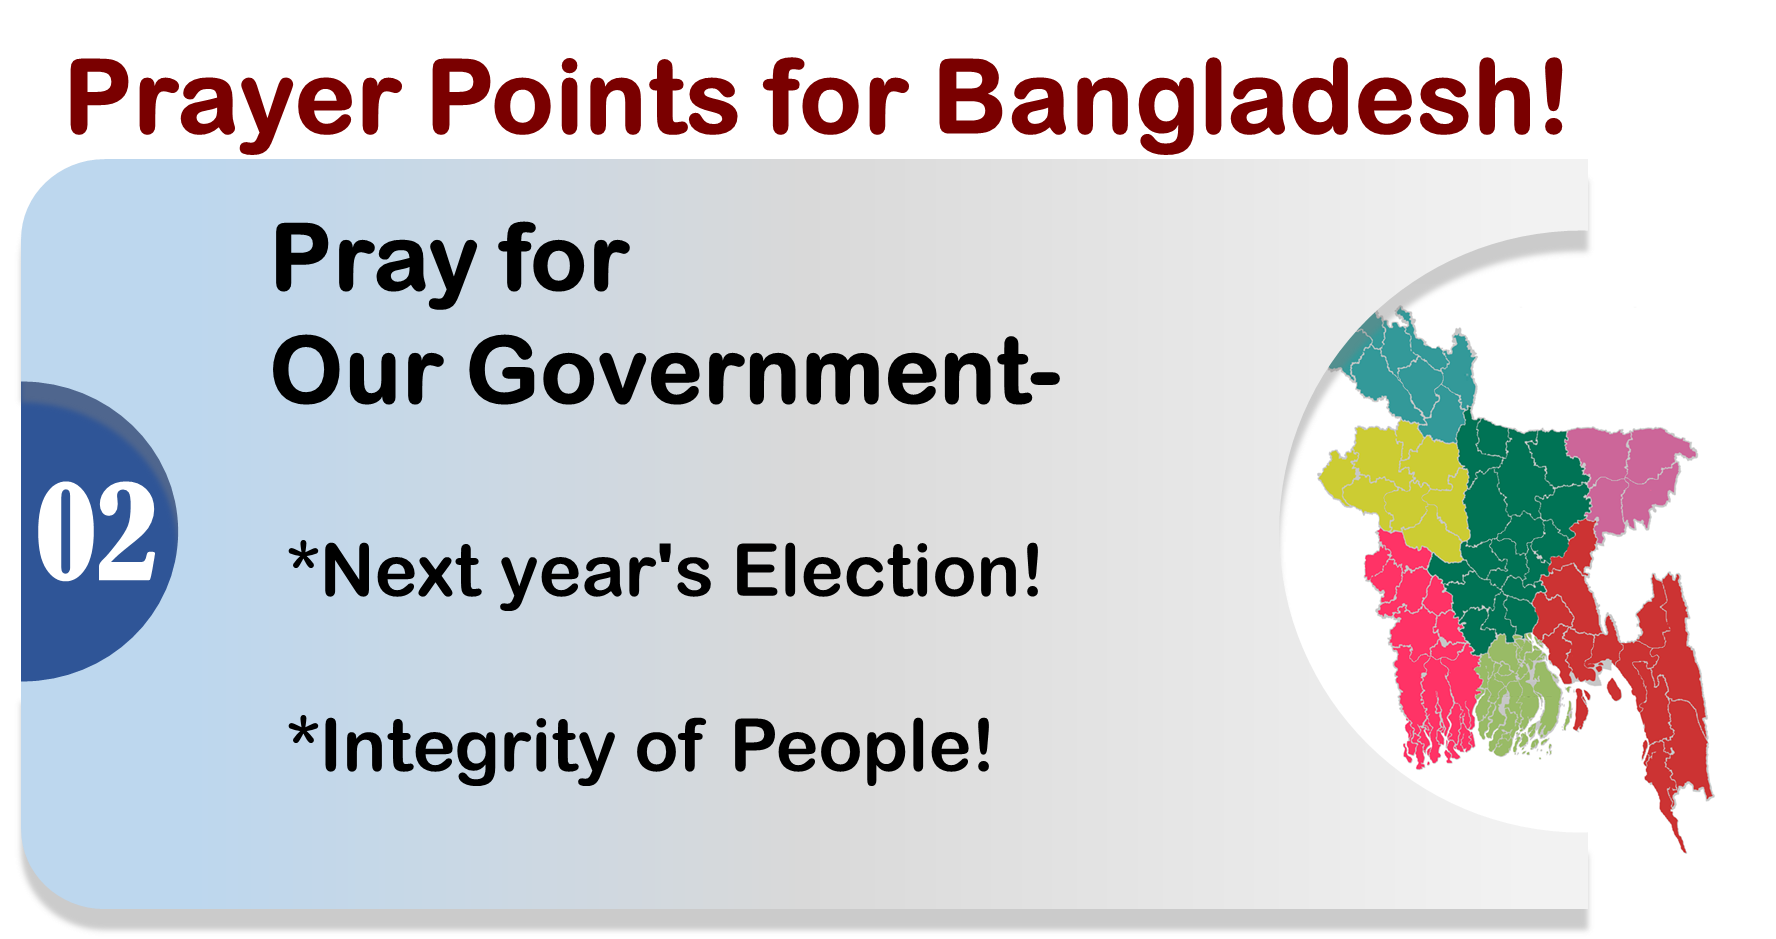 Prayer Points for Bangladesh!
Pray for
Our Government-
02
*Next year's Election!
*Integrity of People!